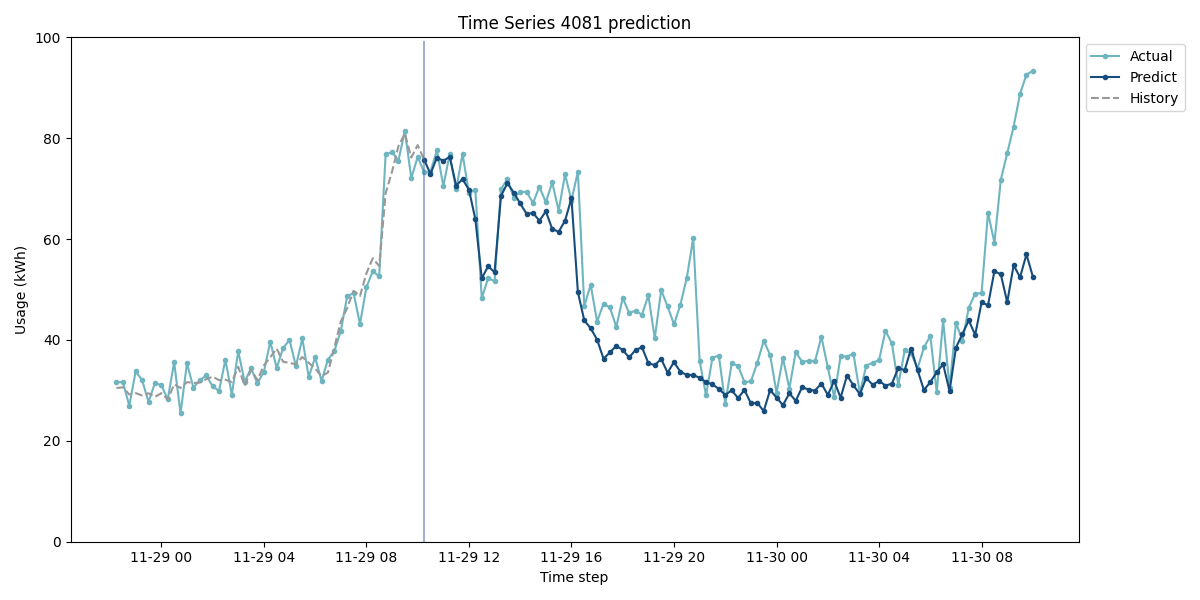 Time Series 4081 prediction
Usage (kWh)
100
80
60
40
20
0
11-29 00
11-29 04
11-29 08
11-29 12
11-29 16
11-29 20
11-30 00
11-30 04
11-30 08
Time step
Actual
Predict
History